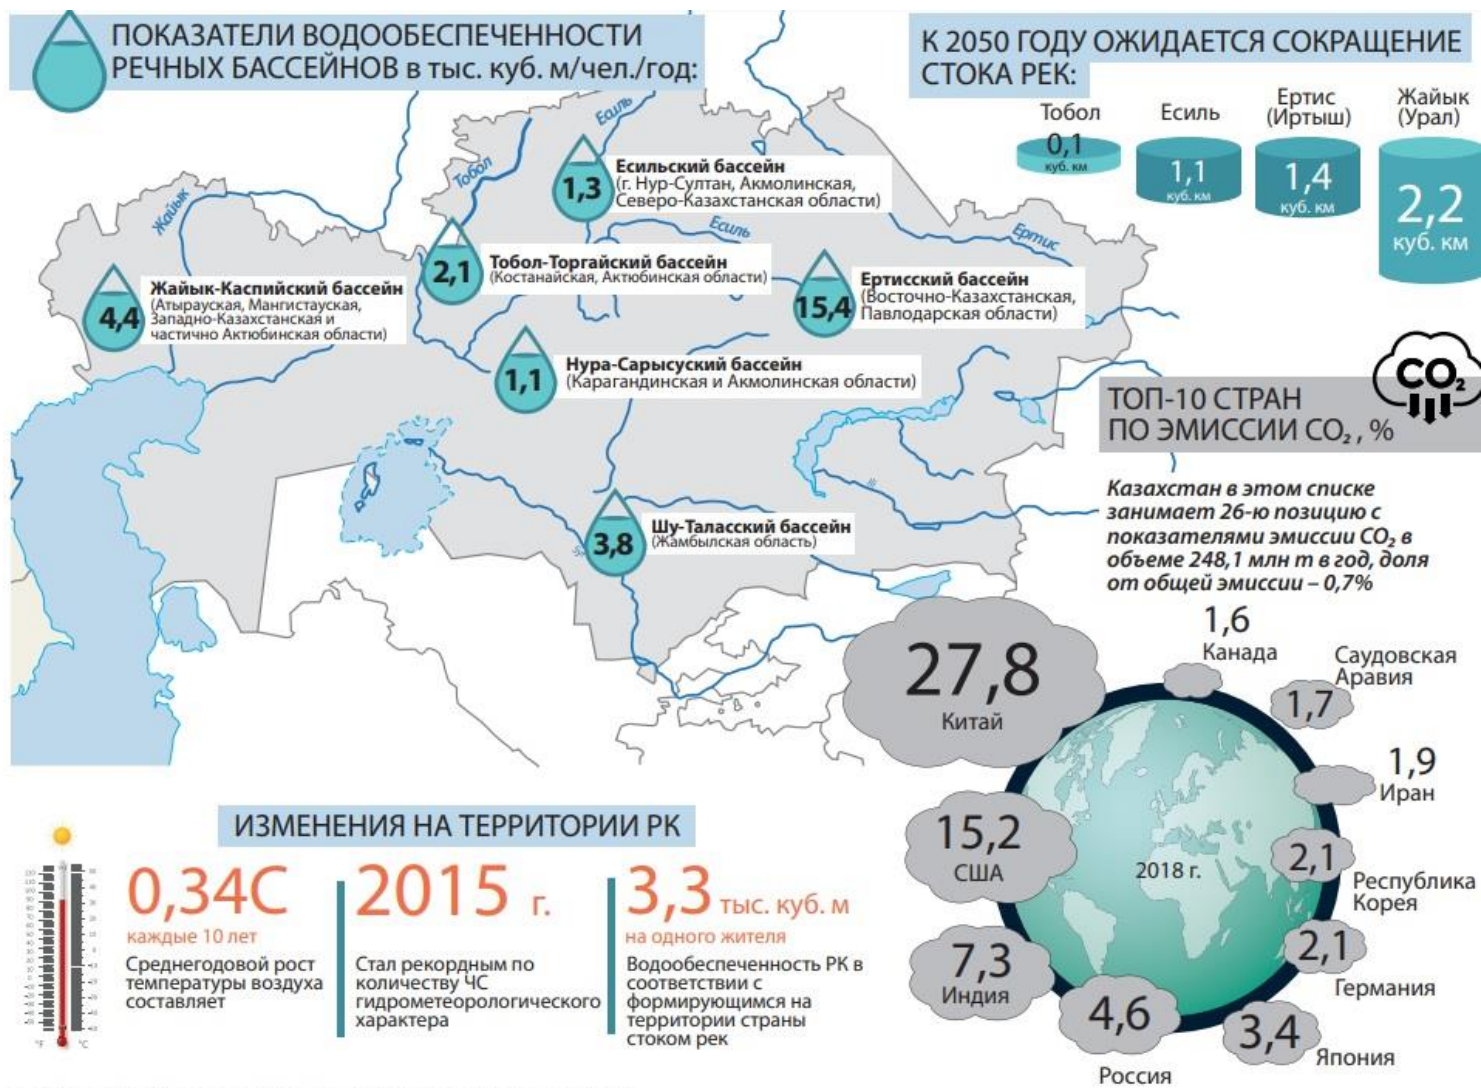 ПОКАЗАТЕЛИ ВОДООБЕСПЕЧЕННОСТИ
РЕЧНЫХ БАССЕЙНОВ в тыс. куб. м/чел./год:
К 2050 ГОДУ ОЖИДАЕТСЯ СОКРАЩЕНИЕ
СТОКА РЕК:
Тобол
0,1
куб. км
Есиль
1,1
куб. км
Ертис
(Иртыш)
1,4
куб. км
Жайык
(Урал)
2,2
куб. км
Есиль
Тобол
Жайык
Есиль
Ертис
1,3
Есильский бассейн
(г. Нур-Султан, Акмолинская,
Северо-Казахстанская области)
2,1
Тобол-Торгайский бассейн
(Костанайская, Актюбинская области)
15,4
Ертисский бассейн
(Восточно-Казахстанская,
Павлодарская области)
4,4
Жайык-Каспийский бассейн
(Атырауская, Мангистауская,
Западно-Казахстанская и
частично Актюбинская области)
1,1
Нура-Сарысуский бассейн
(Карагандинская и Акмолинская области)
3,8
Шу-Таласский бассейн
(Жамбылская область)
CO₂
ТОП-10 СТРАН
ПО ЭМИССИИ CO₂ , %
Казахстан в этом списке
занимает 26-ю позицию с
показателями эмиссии CO₂ в
объеме 248,1 млн т в год, доля
от общей эмиссии – 0,7%
27,8
Китай
1,6
Канада
Саудовская
Аравия
1,7
1,9
Иран
15,2
США
2018 г.
2,1
Республика
Корея
7,3
Индия
2,1
Германия
4,6
Россия
3,4
Япония
ИЗМЕНЕНИЯ НА ТЕРРИТОРИИ РК
0,34С
каждые 10 лет
Среднегодовой рост
температуры воздуха
составляет
2015 г.
Стал рекордным по
количеству ЧС
гидрометеорологического
характера
3,3 тыс. куб. м
на одного жителя
Водообеспеченность РК в
соответствии с
формирующимся на
территории страны
стоком рек
°F
°C